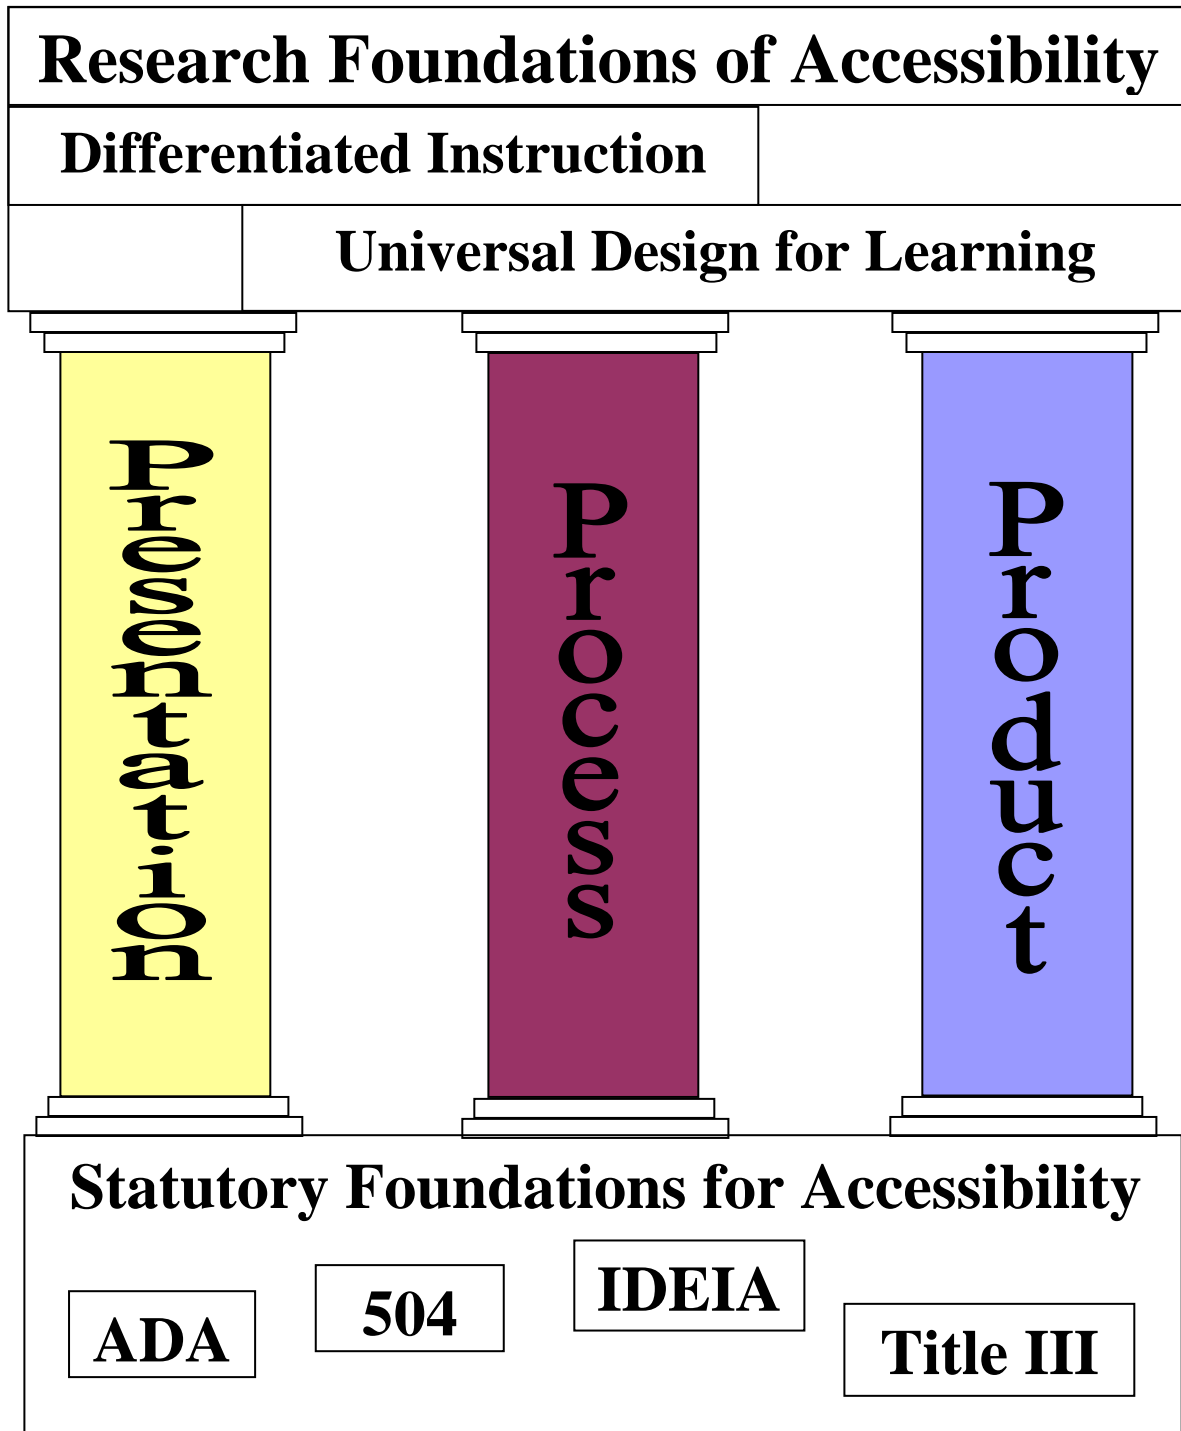 Research Foundations of Accessibility
Differentiated Instruction
Universal Design for Learning
Presentation
Process
Product
Statutory Foundations for Accessibility
ADA
504
IDEIA
Title III